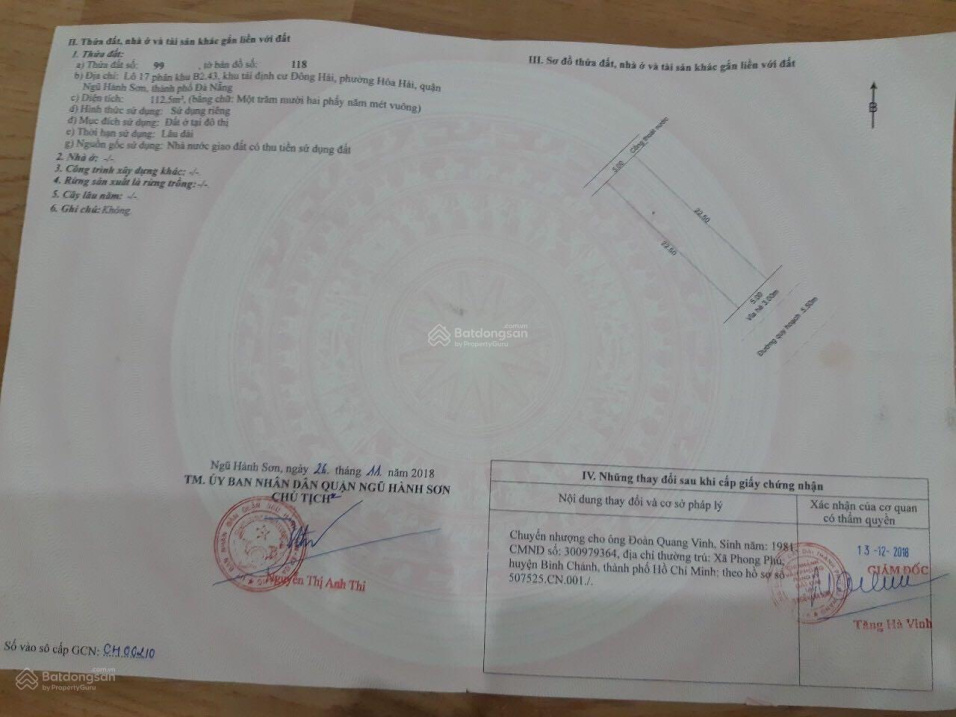 II. Thửa đất, nhà ở và tài sản khác gắn liền với đất
1. Thửa đất:
a) Thửa đất số: 99 , tờ bản đồ số: 118
b) Địa chỉ: Lô 17 phân khu B2.43, khu tái định cư Đông Hải, phường Hòa Hải, quận
Ngũ Hành Sơn, thành phố Đà Nẵng
c) Diện tích: 112.5m², (bằng chữ: Một trăm mười hai phẩy năm mét vuông)
d) Hình thức sử dụng: Sử dụng riêng
đ) Mục đích sử dụng: Đất ở tại đô thị
e) Thời hạn sử dụng: Lâu dài
g) Nguồn gốc sử dụng: Nhà nước giao đất có thu tiền sử dụng đất
2. Nhà ở: -/-
3. Công trình xây dựng khác: -/-
4. Rừng sản xuất là rừng trồng: -/-
5. Cây lâu năm: -/-
6. Ghi chú: Không
III. Sơ đồ thửa đất, nhà ở và tài sản khác gắn liền với đất
B
Cống thoát nước
5.00
22.50
22.50
5.00
Vỉa hè 3.00m
Đường quy hoạch 5.50m
Batdongsan.com.vn
by PropertyGuru
Ngũ Hành Sơn, ngày 26 tháng 11 năm 2018
TM. ỦY BAN NHÂN DÂN QUẬN NGŨ HÀNH SƠN
CHỦ TỊCH
Nguyễn Thị Anh Thi
Số vào sổ cấp GCN:
IV. Những thay đổi sau khi cấp giấy chứng nhận
Nội dung thay đổi và cơ sở pháp lý
Xác nhận của cơ quan
có thẩm quyền
Chuyển nhượng cho ông Đoàn Quang Vinh, Sinh năm: 1981,
CMND số: 300979364, địa chỉ thường trú: Xã Phong Phú,
huyện Bình Chánh, thành phố Hồ Chí Minh; theo hồ sơ số
507525.CN.001./.
13-12-2018
GIÁM ĐỐC
Tăng Hà Vinh
Batdongsan.com.vn
by PropertyGuru